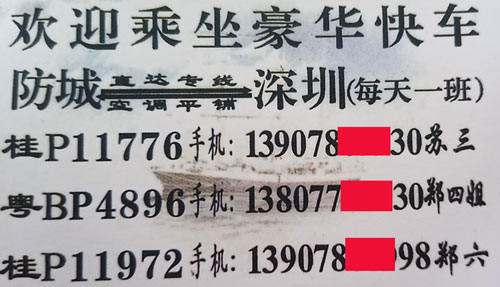 欢迎乘坐豪华快车
防城 直达专线 空调平铺 深圳(每天一班)
桂P11776手机:139078 30苏三
粤BP4896手机:138077 30郑四姐
桂P11972手机:139078 098郑六